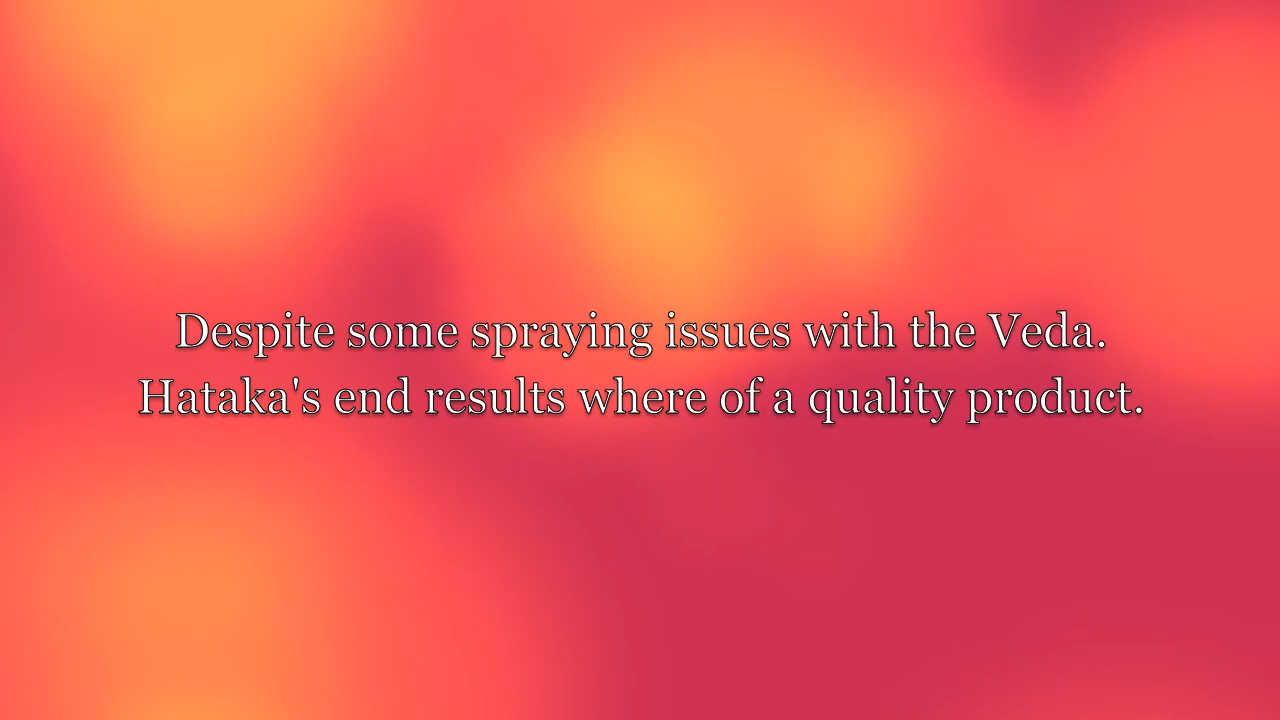 Despite some spraying issues with the Veda.
Hataka's end results where of a quality product.